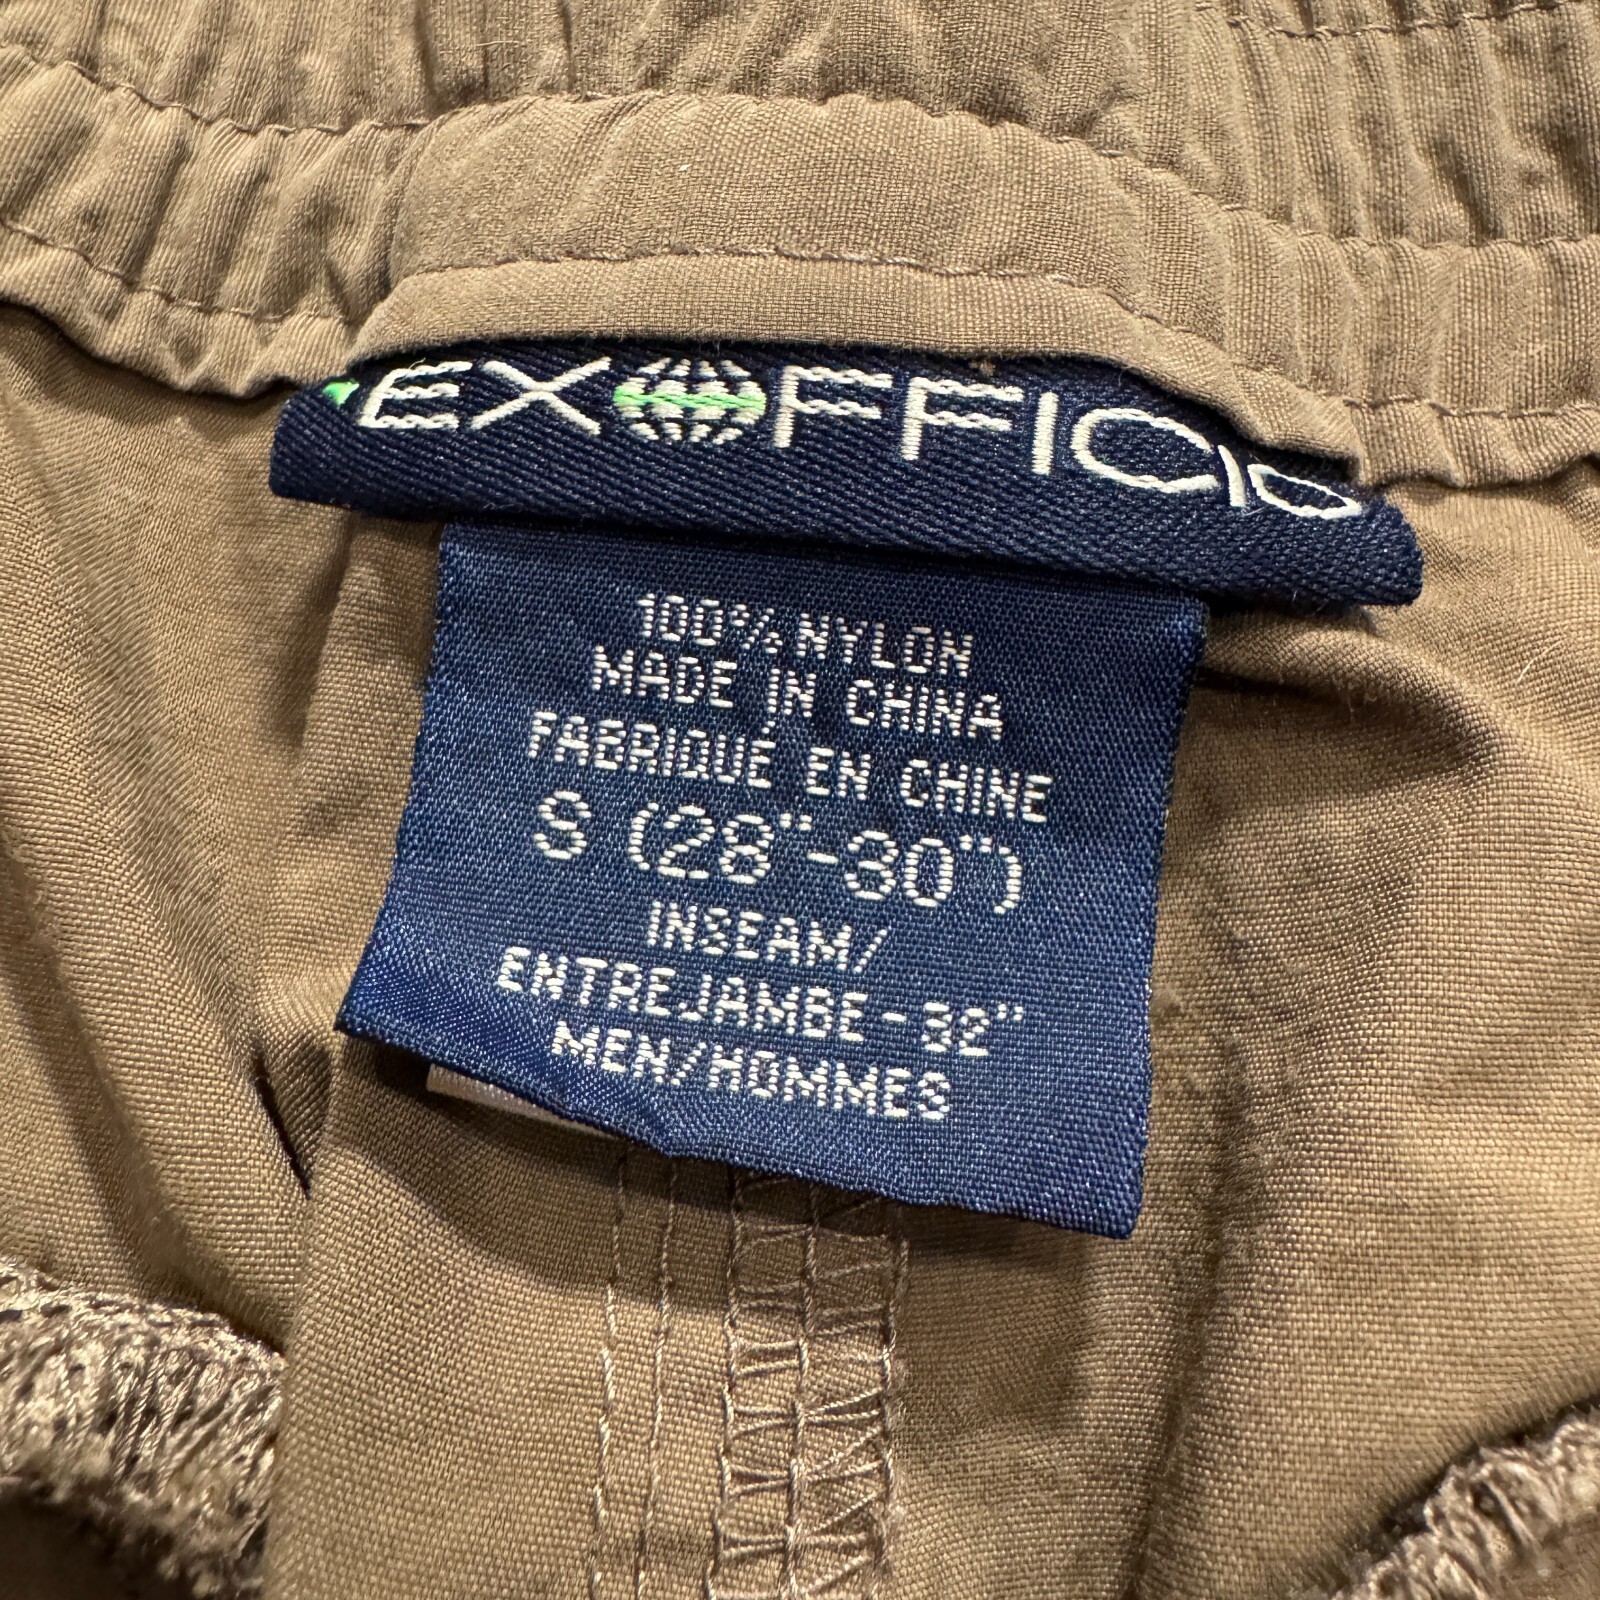 EXOFFICIO
100% NYLON
MADE IN CHINA
FABRIQUÉ EN CHINE
S (28"-30")
INSEAM/
ENTREJAMBE - 32"
MEN/HOMMES